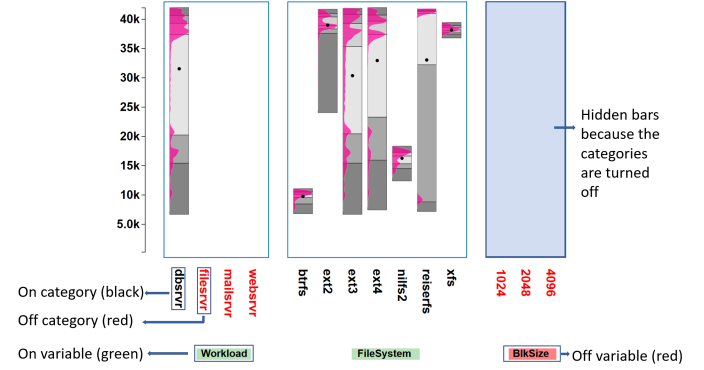 40k
35k
30k
25k
20k
15k
10k
5.0k
Hidden bars
because the
categories
are turned
off
dbsrvr
filesrvr
mailsrvr
websrvr
btrfs
ext2
ext3
ext4
nilfs2
reiserfs
xfs
1024
2048
4096
On category (black)
Off category (red)
On variable (green)
Workload
FileSystem
BlkSize
Off variable (red)